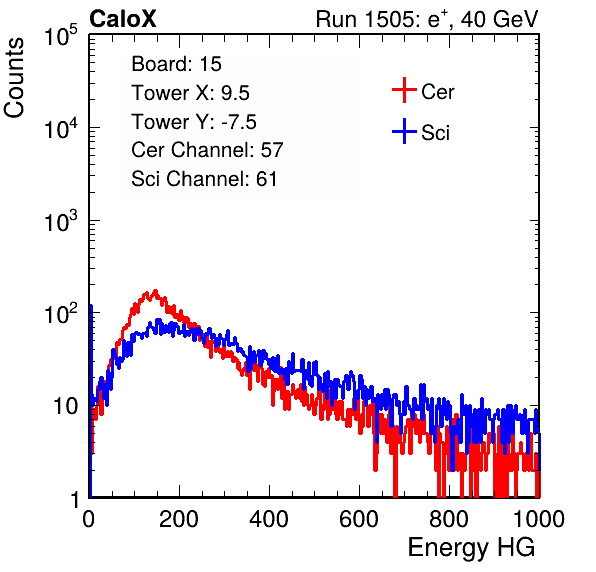 CaloX Run 1505: e⁺, 40 GeV
Counts
10⁵
10⁴
10³
10²
10
1
Board: 15
Tower X: 9.5
Tower Y: -7.5
Cer Channel: 57
Sci Channel: 61
Cer
Sci
0 200 400 600 800 1000
Energy HG